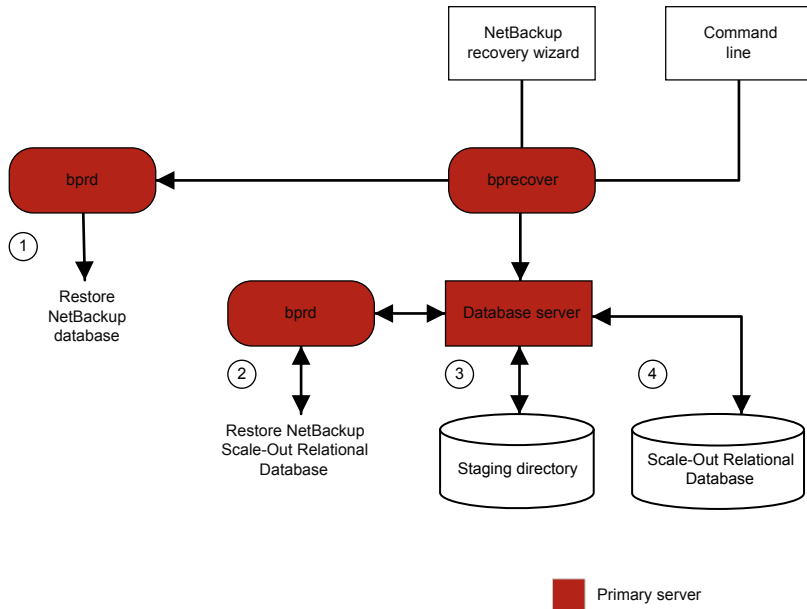 NetBackup
recovery wizard
Command
line
bprd
bprecover
1
Restore
NetBackup
database
bprd
Database server
2
3
4
Restore NetBackup
Scale-Out Relational
Database
Staging directory
Scale-Out Relational
Database
Primary server